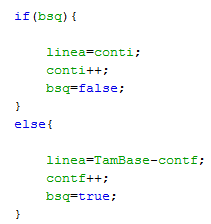 if(bsq){
linea=conti;
conti++;
bsq=false;
}
else{
linea=TamBase-contf;
contf++;
bsq=true;
}